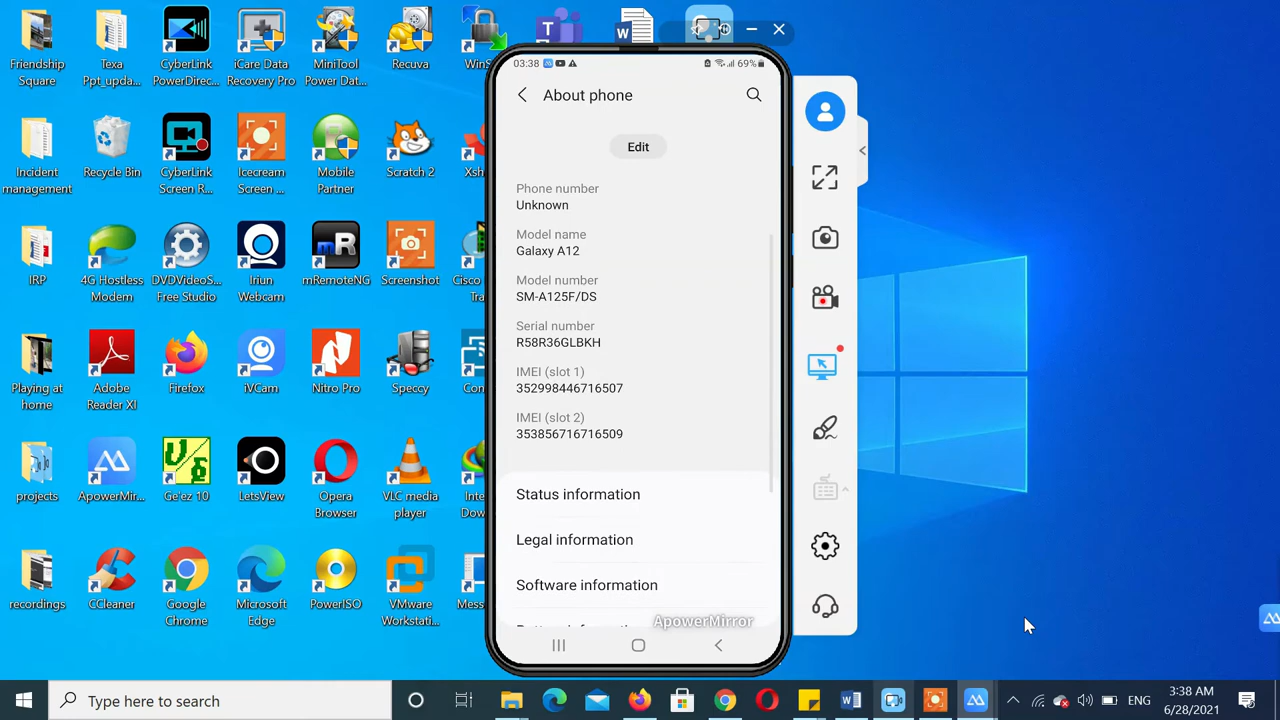 Friendship
Square
Texa
Ppt_upda...
CyberLink
PowerDirec...
iCare Data
Recovery Pro
MiniTool
Power Dat...
Recuva
WinS
Incident
management
Recycle Bin
CyberLink
Screen R...
Icecream
Screen ...
Mobile
Partner
Scratch 2
Xsh
IRP
4G Hostless
Modem
DVDVideoS...
Free Studio
Iriun
Webcam
mRemoteNG
Screenshot
Cisco
Tra
Playing at
home
Adobe
Reader XI
Firefox
iVCam
Nitro Pro
Speccy
Con
projects
ApowerMir...
Ge'ez 10
LetsView
Opera
Browser
VLC media
player
Inte
Dow
recordings
CCleaner
Google
Chrome
Microsoft
Edge
PowerISO
VMware
Workstati...
Mess
03:38
69%
About phone
Edit
Phone number
Unknown
Model name
Galaxy A12
Model number
SM-A125F/DS
Serial number
R58R36GLBKH
IMEI (slot 1)
352998446716507
IMEI (slot 2)
353856716716509
Status information
Legal information
Software information
ApowerMirror
Type here to search
ENG
3:38 AM
6/28/2021